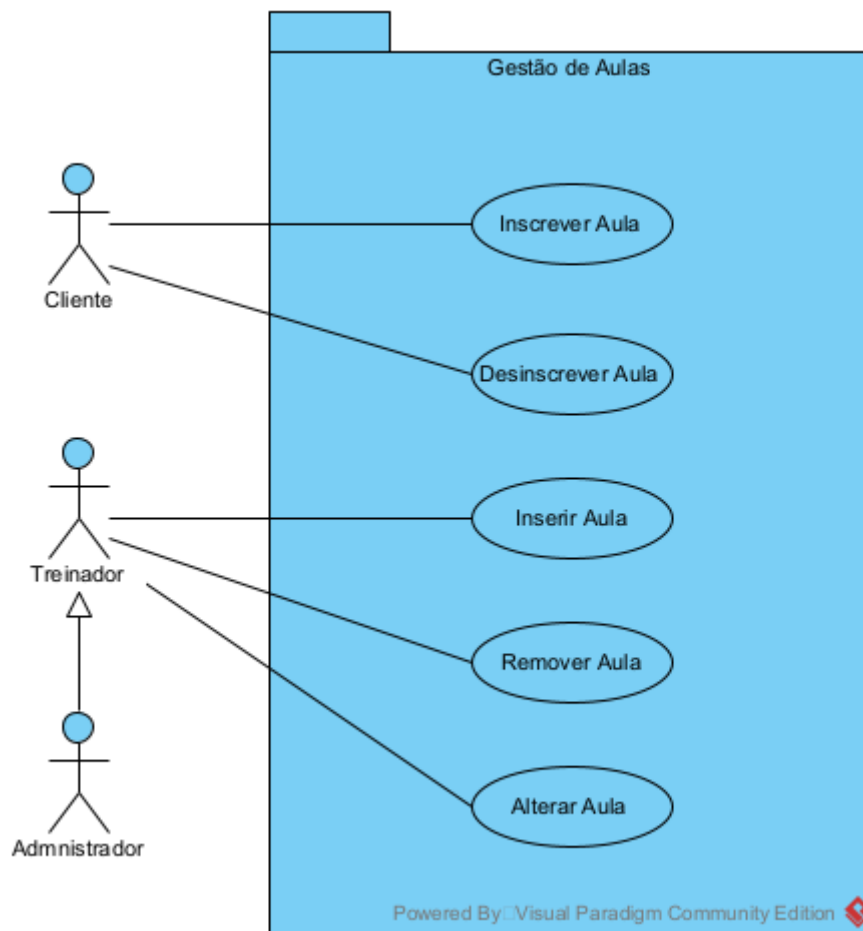 Gestão de Aulas
Inscrever Aula
Cliente
Desinscrever Aula
Inserir Aula
Treinador
Remover Aula
Alterar Aula
Admnistrador
Powered By Visual Paradigm Community Edition